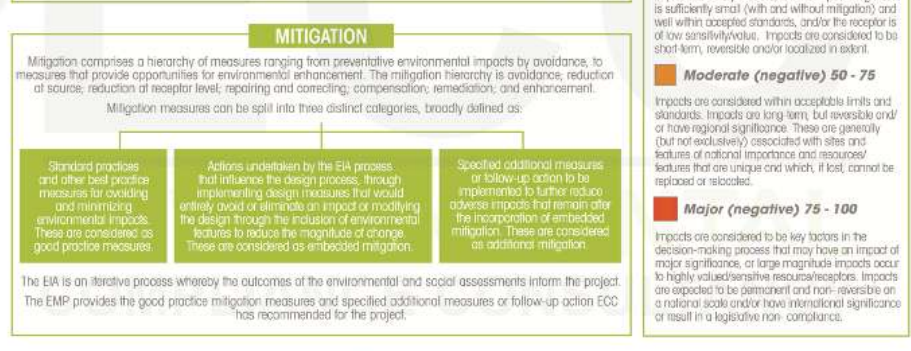 MITIGATION
Mitigation comprises a hierarchy of measures ranging from preventative environmental impacts by avoidance, to
measures that provide opportunities for environmental enhancement. The mitigation hierarchy is avoidance; reduction
at source; reduction at receptor level; repairing and correcting; compensation; remediation; and enhancement.
Mitigation measures can be split into three distinct categories, broadly defined as:
Standard practices
and other best practice
measures for avoiding
and minimizing
environmental impacts.
These are considered as
good practice measures.
Actions undertaken by the EIA process
that influence the design process, through
implementing design measures that would
entirely avoid or eliminate an impact or modifying
the design through the inclusion of environmental
features to reduce the magnitude of change.
These are considered as embedded mitigation.
Specified additional measures
or follow-up action to be
implemented to further reduce
adverse impacts that remain after
the incorporation of embedded
mitigation. These are considered
as additional mitigation.
The EIA is an iterative process whereby the outcomes of the environmental and social assessments inform the project.
The EMP provides the good practice mitigation measures and specified additional measures or follow-up action ECC
has recommended for the project.
is sufficiently small (with and without mitigation) and
well within accepted standards, and/or the receptor is
of low sensitivity/value. Impacts are considered to be
short-term, reversible and/or localized in extent.
Moderate (negative) 50 - 75
Impacts are considered within acceptable limits and
standards. Impacts are long-term, but reversible and/
or have regional significance. These are generally
(but not exclusively) associated with sites and
features of national importance and resources/
features that are unique and which, if lost, cannot be
replaced or relocated.
Major (negative) 75 - 100
Impacts are considered to be key factors in the
decision-making process that may have an impact of
major significance, or large magnitude impacts occur
to highly valued/sensitive resource/receptors. Impacts
are expected to be permanent and non- reversible on
a national scale and/or have international significance
or result in a legislative non- compliance.